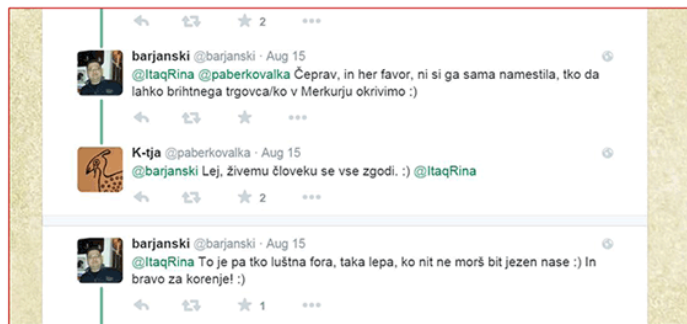 2
barjanski @barjanski · Aug 15
@ItaqRina @paberkovalka Čeprav, in her favor, ni si ga sama namestila, tko da
lahko brihtnega trgovca/ko v Merkurju okrivimo :)
K-tja @paberkovalka · Aug 15
@barjanski Lej, živemu človeku se vse zgodi. :) @ItaqRina
2
barjanski @barjanski · Aug 15
@ItaqRina To je pa tko luštna fora, taka lepa, ko nit ne morš bit jezen nase :) In
bravo za korenje! :)
1